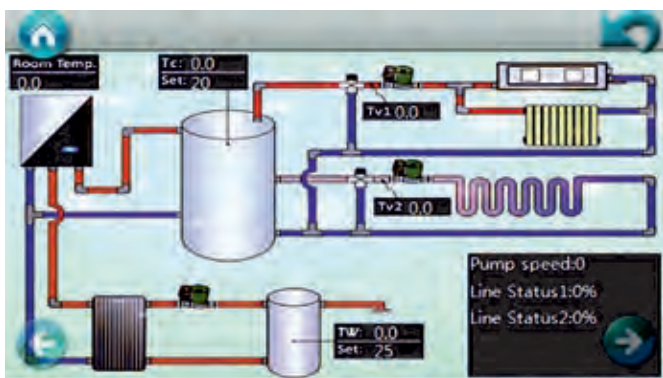 Room Temp.
0.0
Tc: 0.0
Set: 20
Tv1 0.0
Tv2 0.0
Pump speed:0
Line Status1:0%
Line Status2:0%
TW: 0.0
Set: 25